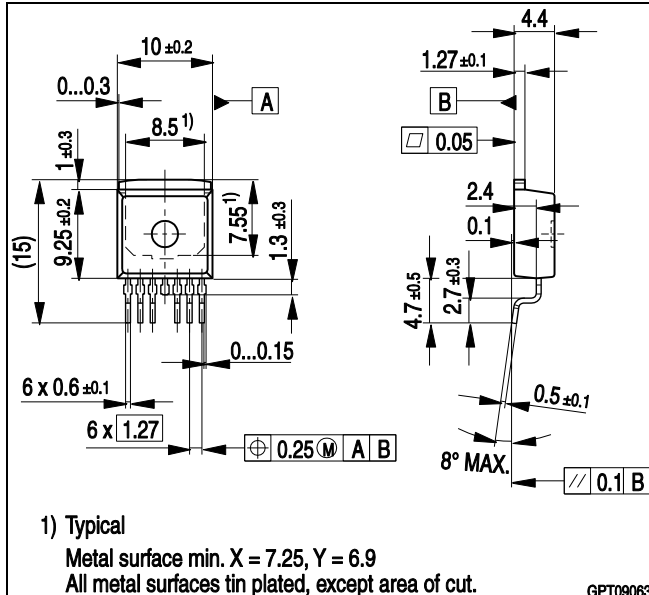 4.4
10 ±0.2
1.27 ±0.1
0...0.3
A
B
8.5 1)
0.05
1 ±0.3
7.55 1)
1.3 ±0.3
9.25 ±0.2
(15)
2.4
0.1
4.7 ±0.5
2.7 ±0.3
0...0.15
6 x 0.6 ±0.1
0.5 ±0.1
6 x 1.27
⌖ 0.25 Ⓜ A B
8° MAX.
// 0.1 B
1) Typical
Metal surface min. X = 7.25, Y = 6.9
All metal surfaces tin plated, except area of cut.
GPT09063